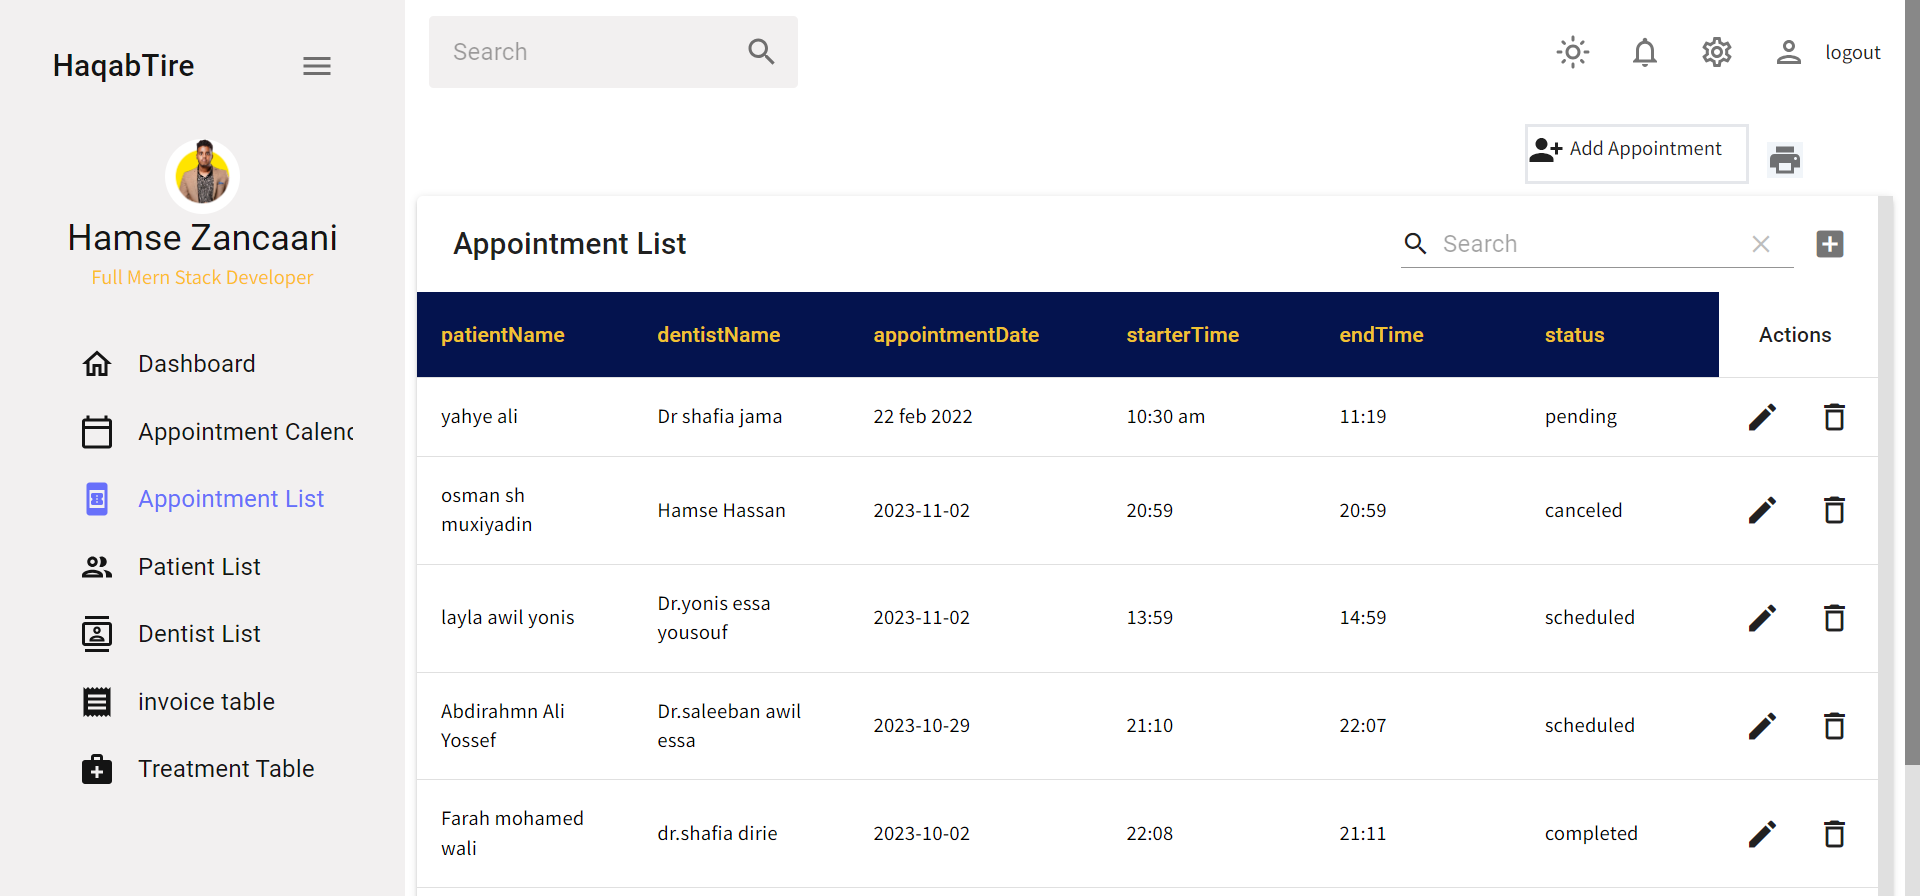 HaqabTire
Search
logout
Hamse Zancaani
Full Mern Stack Developer
Dashboard
Appointment Calend
Appointment List
Patient List
Dentist List
invoice table
Treatment Table
Add Appointment
Appointment List
Search
patientName dentistName appointmentDate starterTime endTime status Actions
yahye ali Dr shafia jama 22 feb 2022 10:30 am 11:19 pending
osman sh
muxiyadin Hamse Hassan 2023-11-02 20:59 20:59 canceled
layla awil yonis Dr.yonis essa
yousouf 2023-11-02 13:59 14:59 scheduled
Abdirahmn Ali
Yossef Dr.saleeban awil
essa 2023-10-29 21:10 22:07 scheduled
Farah mohamed
wali dr.shafia dirie 2023-10-02 22:08 21:11 completed